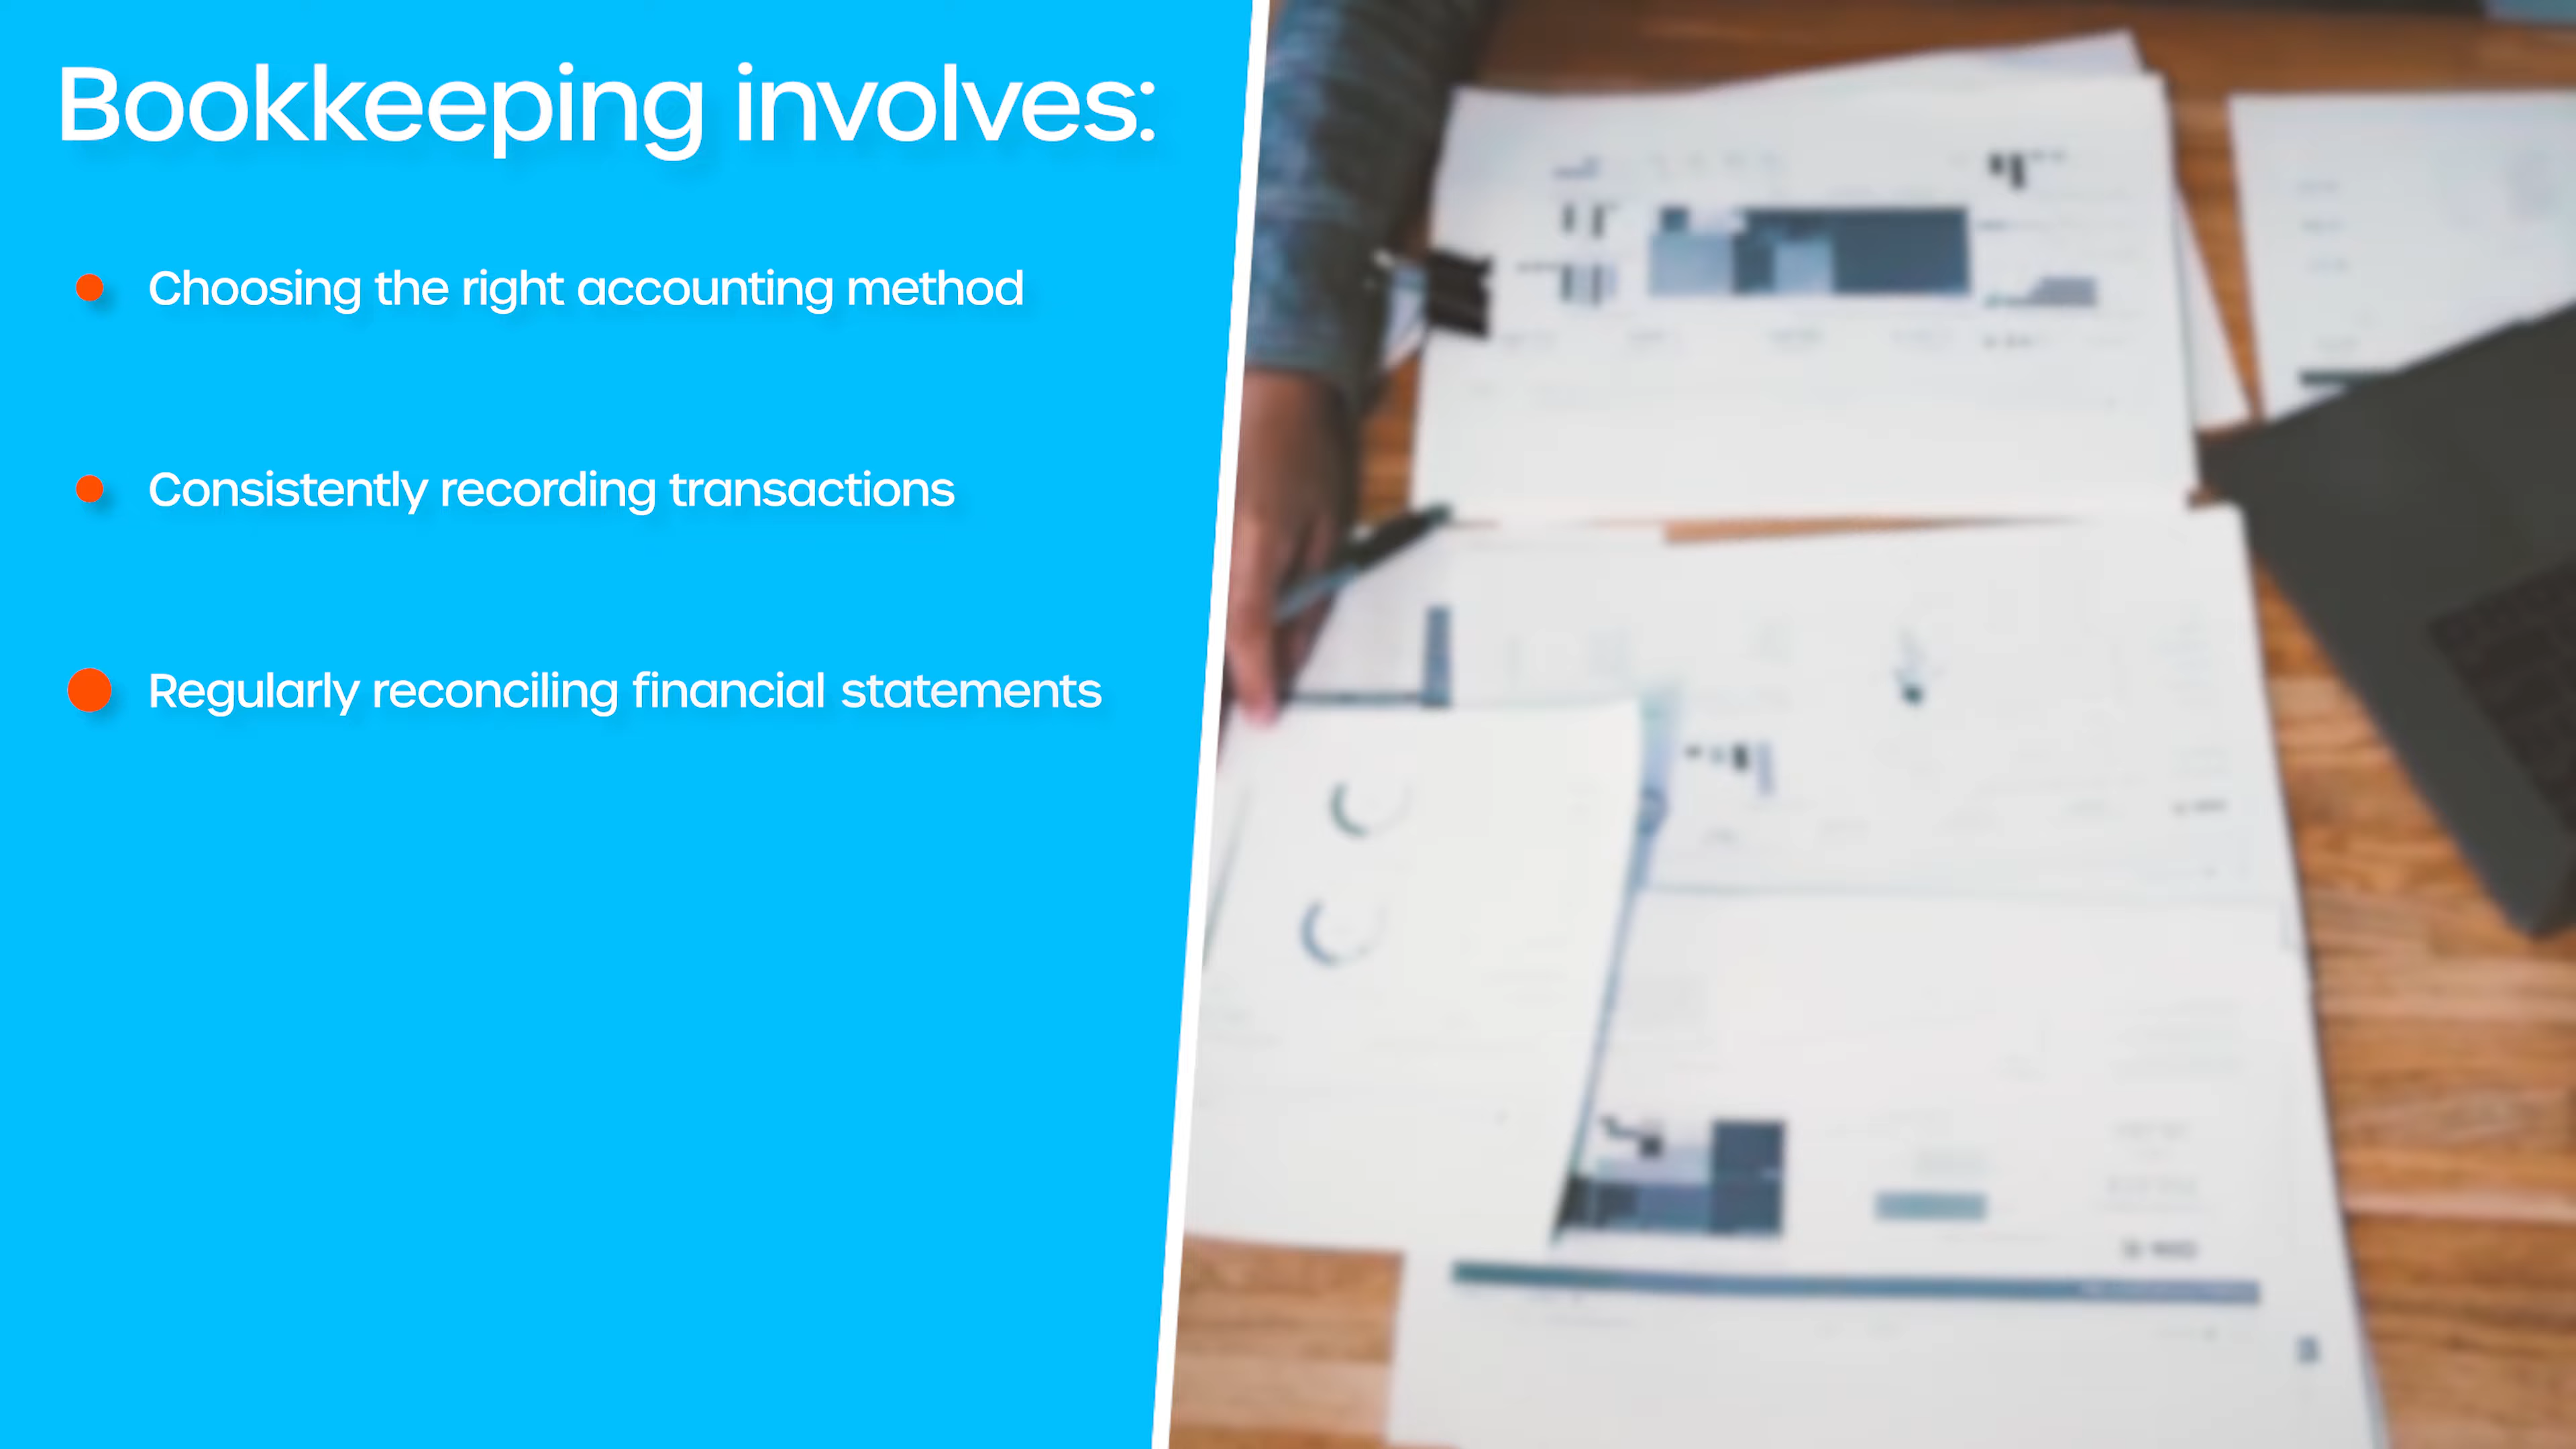 Bookkeeping involves:
Choosing the right accounting method
Consistently recording transactions
Regularly reconciling financial statements